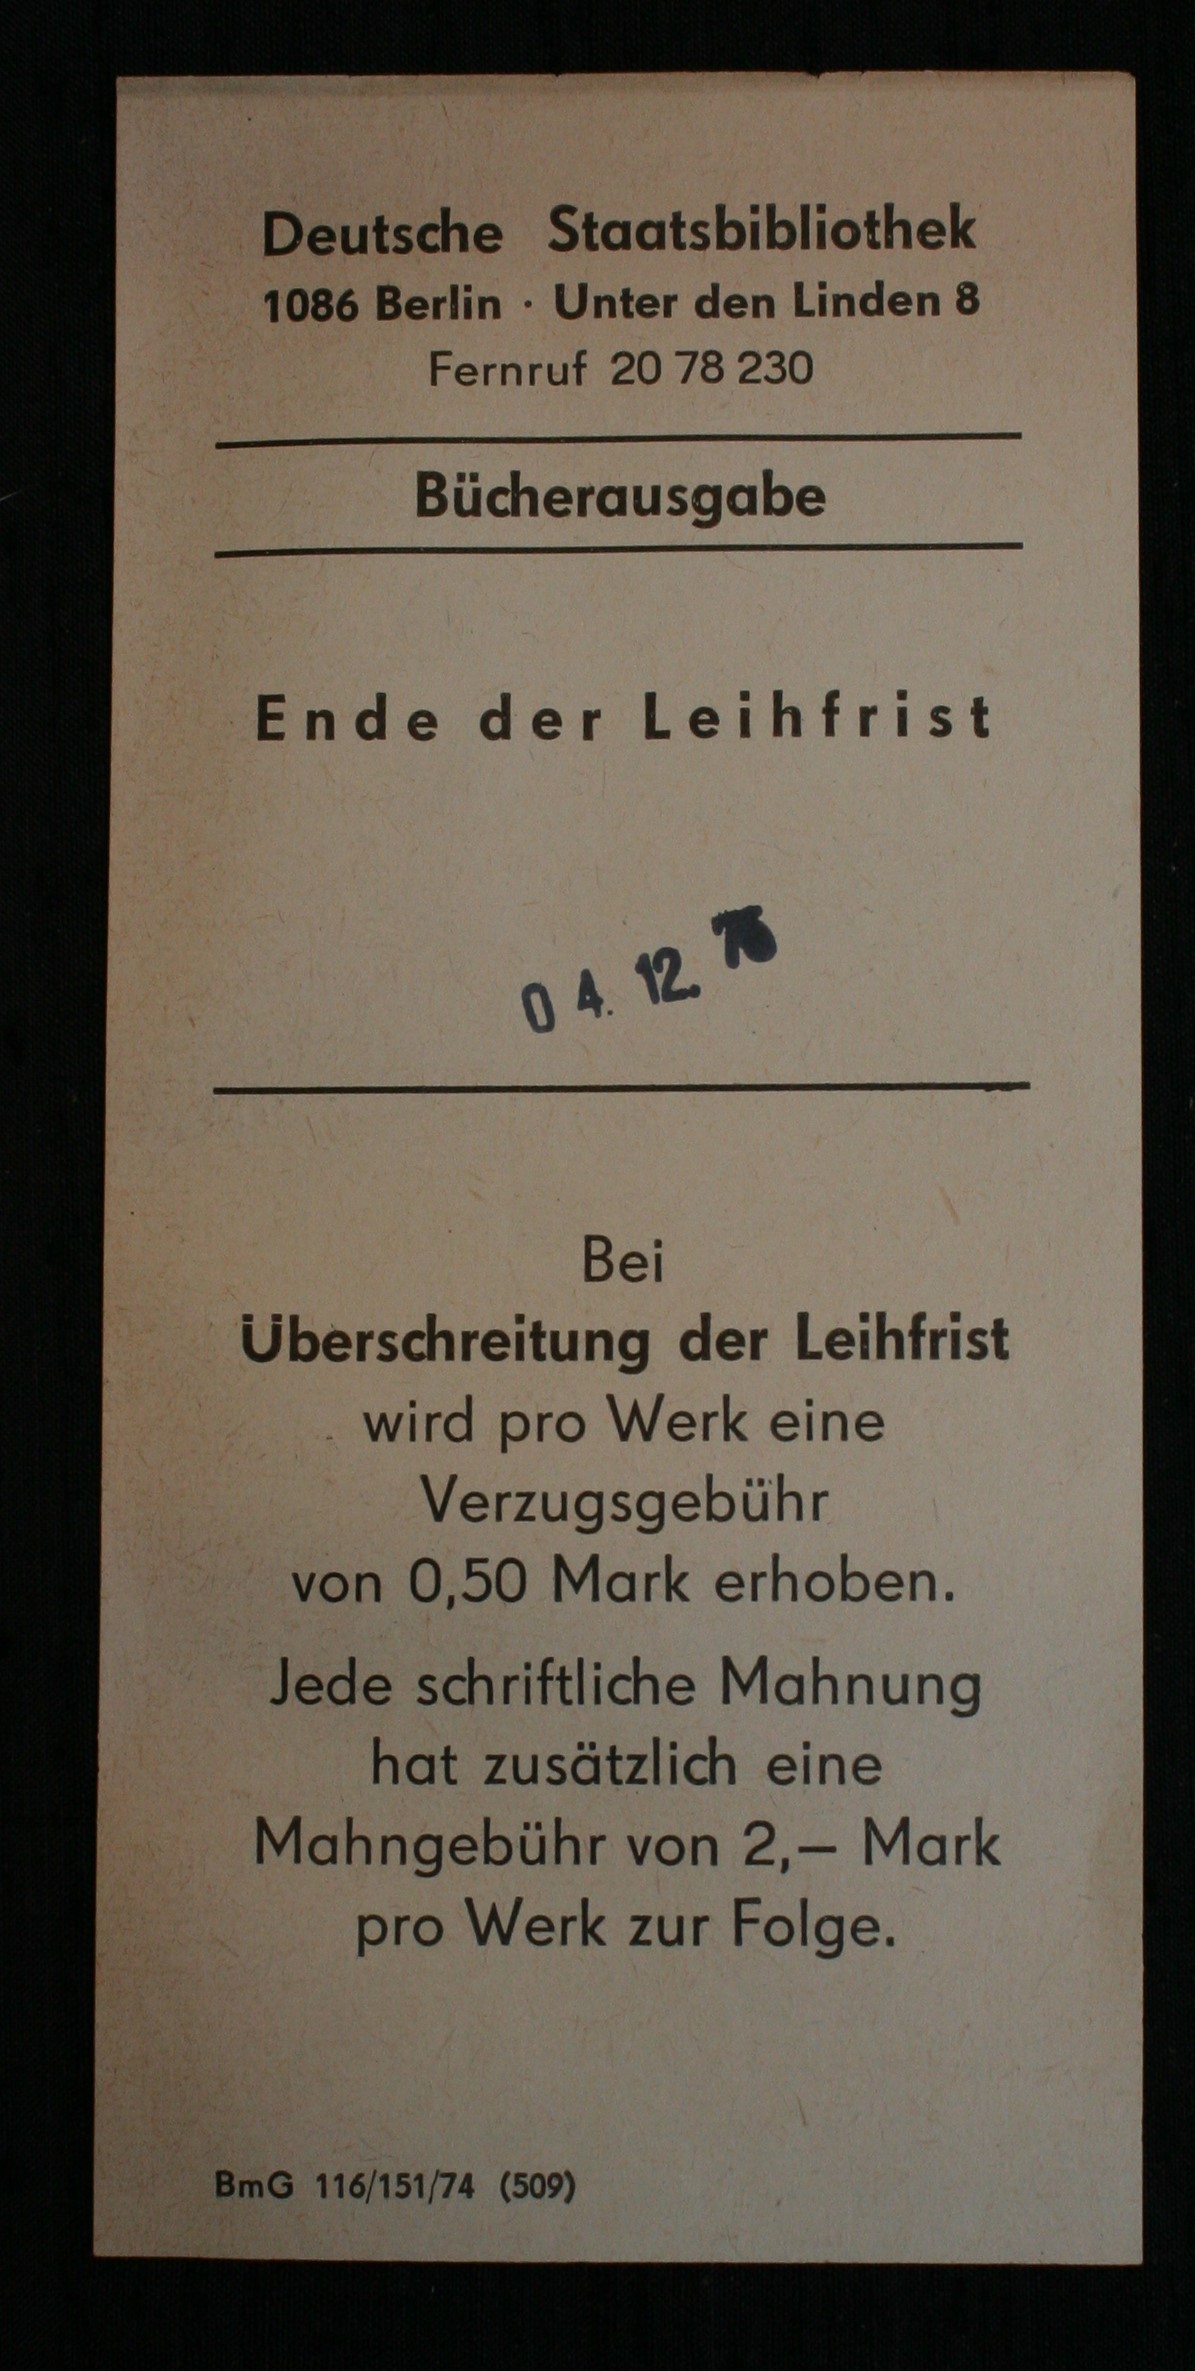 Deutsche Staatsbibliothek
1086 Berlin · Unter den Linden 8
Fernruf 20 78 230
Bücherausgabe
Ende der Leihfrist
04. 12.
Bei
Überschreitung der Leihfrist
wird pro Werk eine
Verzugsgebühr
von 0,50 Mark erhoben.
Jede schriftliche Mahnung
hat zusätzlich eine
Mahngebühr von 2,— Mark
pro Werk zur Folge.
BmG 116/151/74 (509)